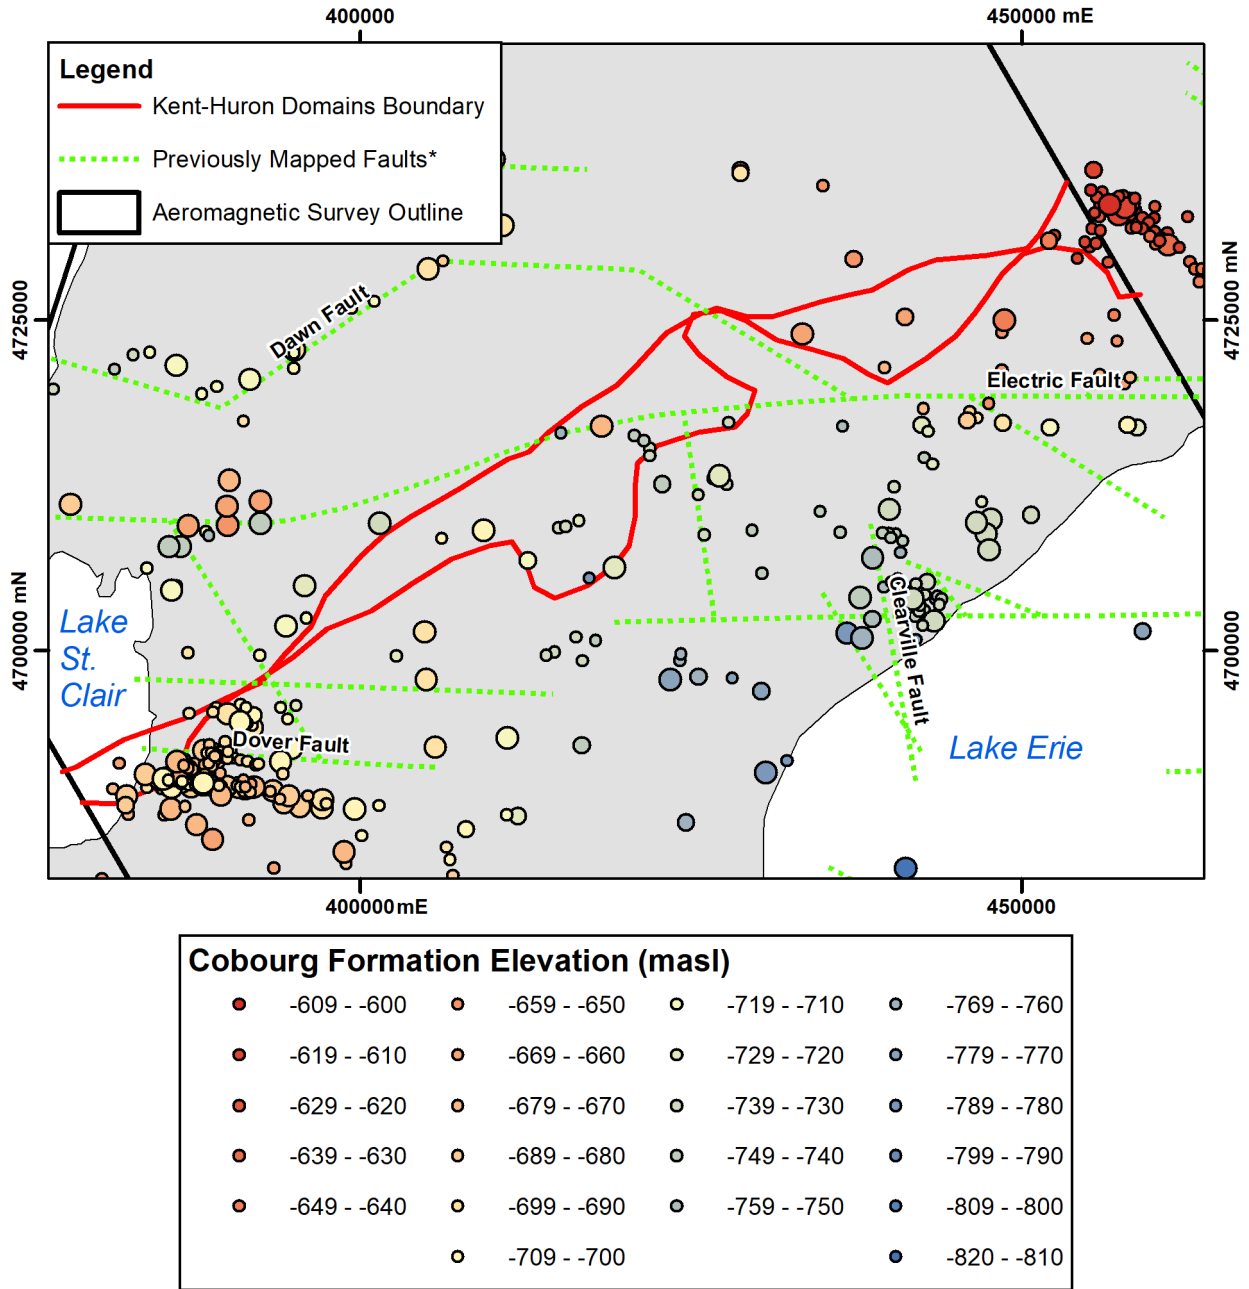 400000
450000 mE
Legend
Kent-Huron Domains Boundary
Previously Mapped Faults*
Aeromagnetic Survey Outline
4725000
4725000 mN
Dawn Fault
Electric Fault
Clearville Fault
4700000 mN
4700000
Lake
St.
Clair
Dover Fault
Lake Erie
400000 mE
450000
Cobourg Formation Elevation (masl)
-609 - -600
-659 - -650
-719 - -710
-769 - -760
-619 - -610
-669 - -660
-729 - -720
-779 - -770
-629 - -620
-679 - -670
-739 - -730
-789 - -780
-639 - -630
-689 - -680
-749 - -740
-799 - -790
-649 - -640
-699 - -690
-759 - -750
-809 - -800
-709 - -700
-820 - -810